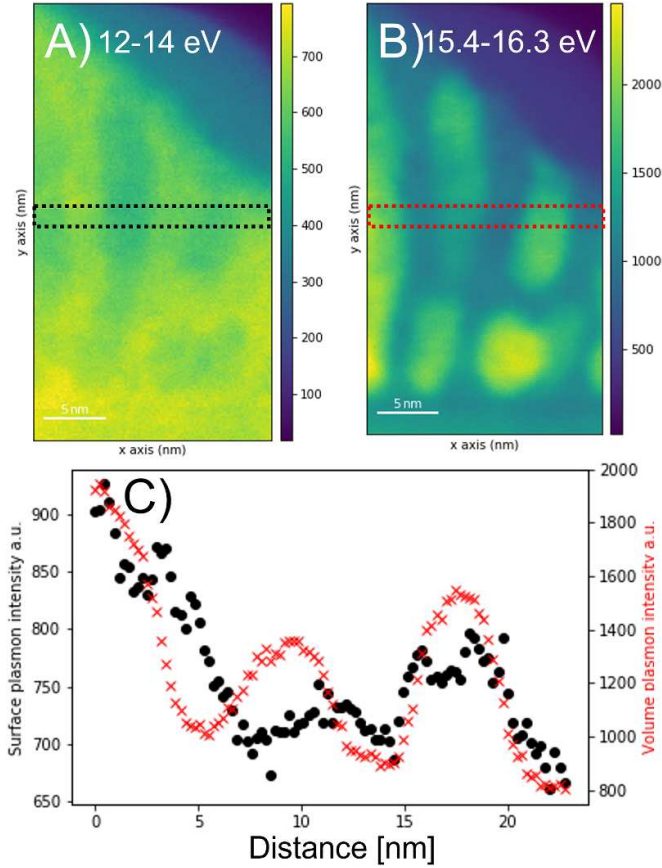 A) 12-14 eV
y axis (nm)
5 nm
x axis (nm)
700
600
500
400
300
200
100
B) 15.4-16.3 eV
y axis (nm)
5 nm
x axis (nm)
2000
1500
1000
500
C)
Surface plasmon intensity a.u.
900
850
800
750
700
650
2000
1800
1600
1400
1200
1000
800
Volume plasmon intensity a.u.
0 5 10 15 20
Distance [nm]